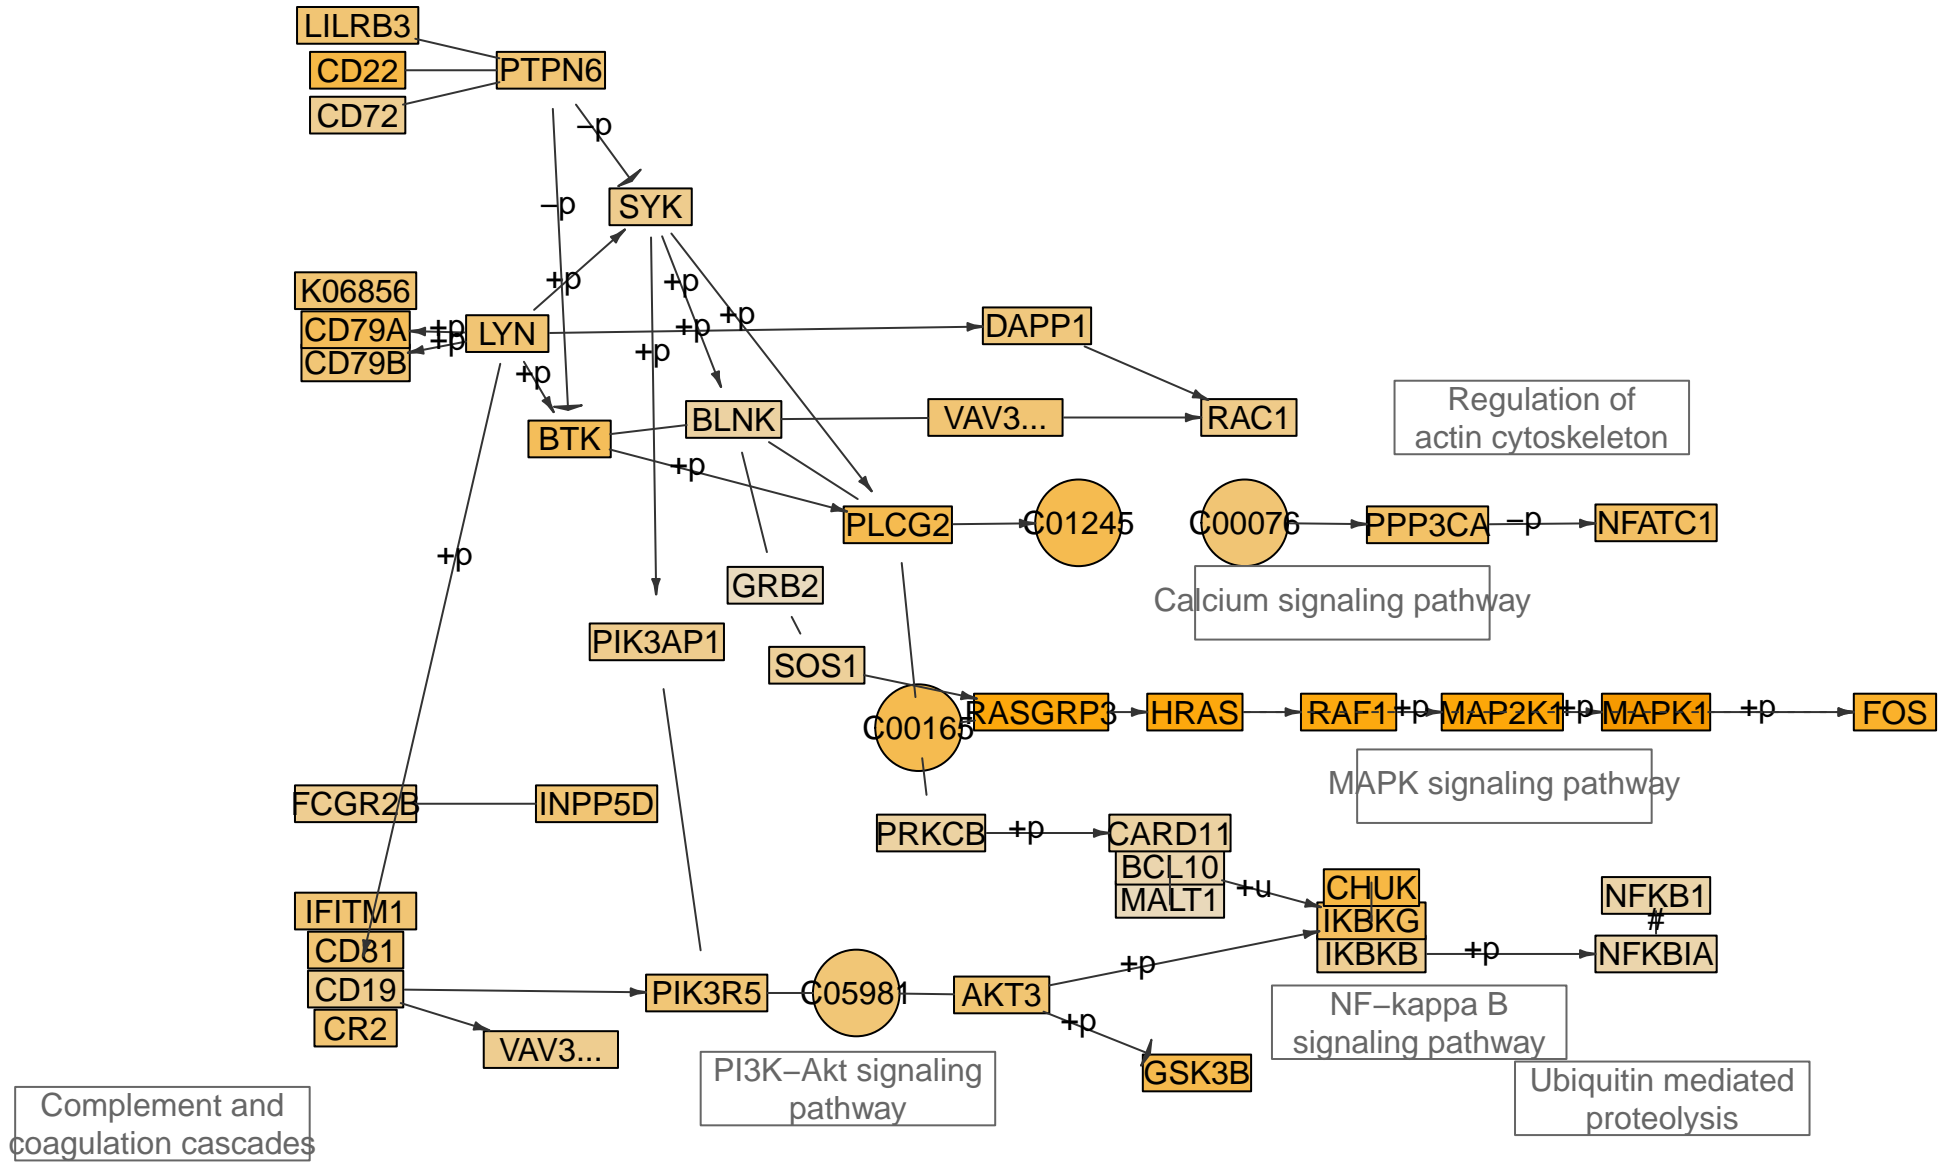 LILRB3
CD22
PTPN6
CD72
−p
−p
SYK
+p
+p
K06856
+p
CD79A
+p
LYN
+p
DAPP1
+p
CD79B
+p
+p
BTK
BLNK
VAV3...
RAC1
Regulation of
actin cytoskeleton
+p
PLCG2
C01245
C00076
PPP3CA
−p
NFATC1
+p
GRB2
Calcium signaling pathway
PIK3AP1
SOS1
C00165
RASGRP3
HRAS
RAF1
+p
MAP2K1
+p
MAPK1
+p
FOS
MAPK signaling pathway
FCGR2B
INPP5D
PRKCB
+p
CARD11
BCL10
MALT1
+u
CHUK
IKBKG
IKBKB
+p
NFKB1
#
NFKBIA
IFITM1
CD81
CD19
CR2
VAV3...
PIK3R5
C05981
AKT3
+p
+p
GSK3B
NF−kappa B
signaling pathway
PI3K−Akt signaling
pathway
Ubiquitin mediated
proteolysis
Complement and
coagulation cascades